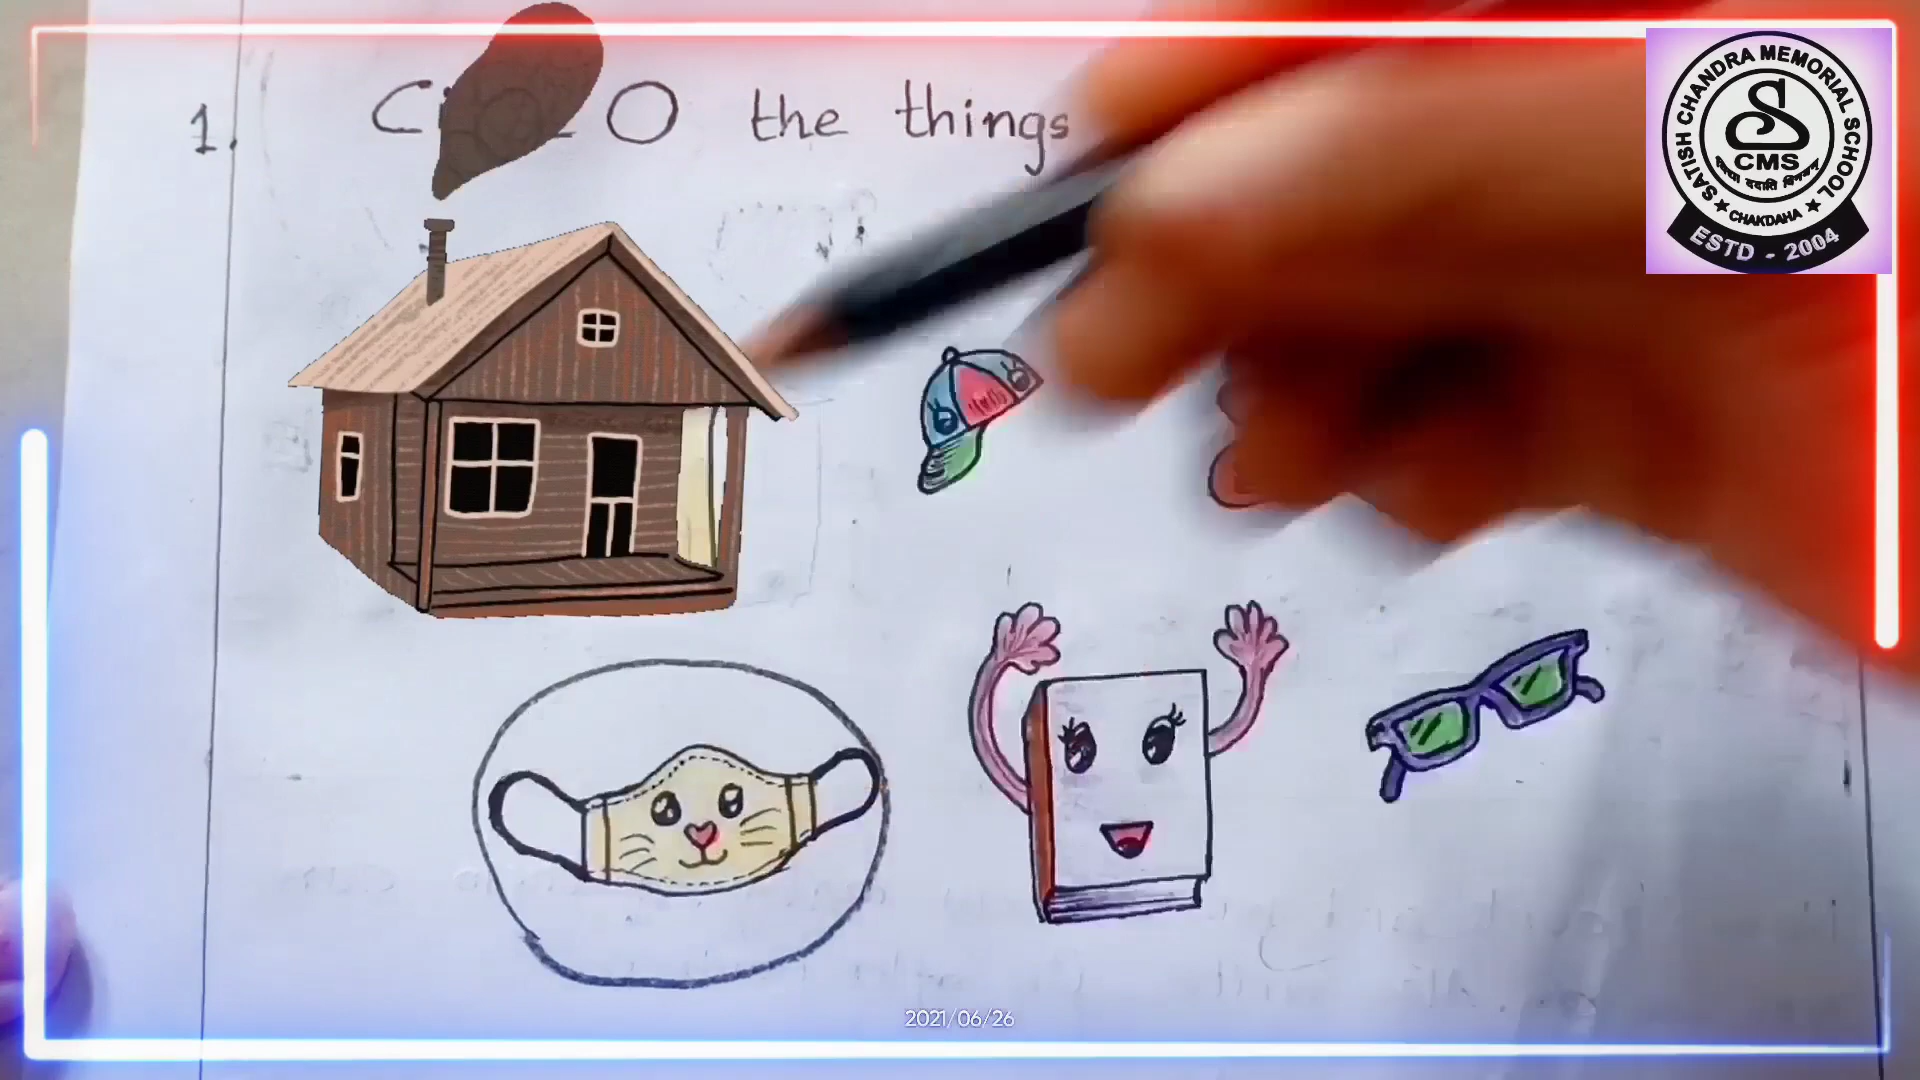 1. O the things
SATISH CHANDRA MEMORIAL SCHOOL
S
CMS
★ CHAKDAHA ★
ESTD - 2004
2021/06/26